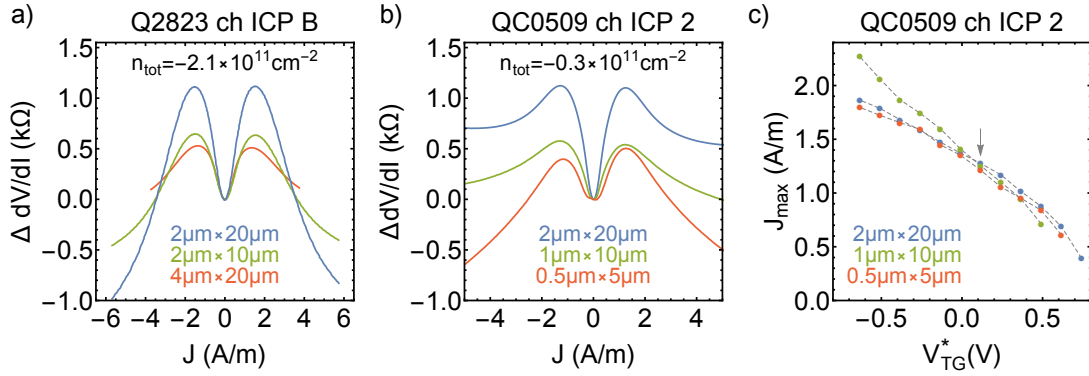 a) Q2823 ch ICP B
n_tot=−2.1×10^11cm^−2
Δ dV/dI (kΩ)
1.5
1.0
0.5
0.0
−0.5
−1.0
2μm×20μm
2μm×10μm
4μm×20μm
−6 −4 −2 0 2 4 6
J (A/m)
b) QC0509 ch ICP 2
n_tot=−0.3×10^11cm^−2
ΔdV/dI (kΩ)
1.5
1.0
0.5
0.0
−0.5
−1.0
2μm×20μm
1μm×10μm
0.5μm×5μm
−4 −2 0 2 4
J (A/m)
c) QC0509 ch ICP 2
J_max (A/m)
2.0
1.5
1.0
0.5
0.0
2μm×20μm
1μm×10μm
0.5μm×5μm
−0.5 0.0 0.5
V*_TG(V)